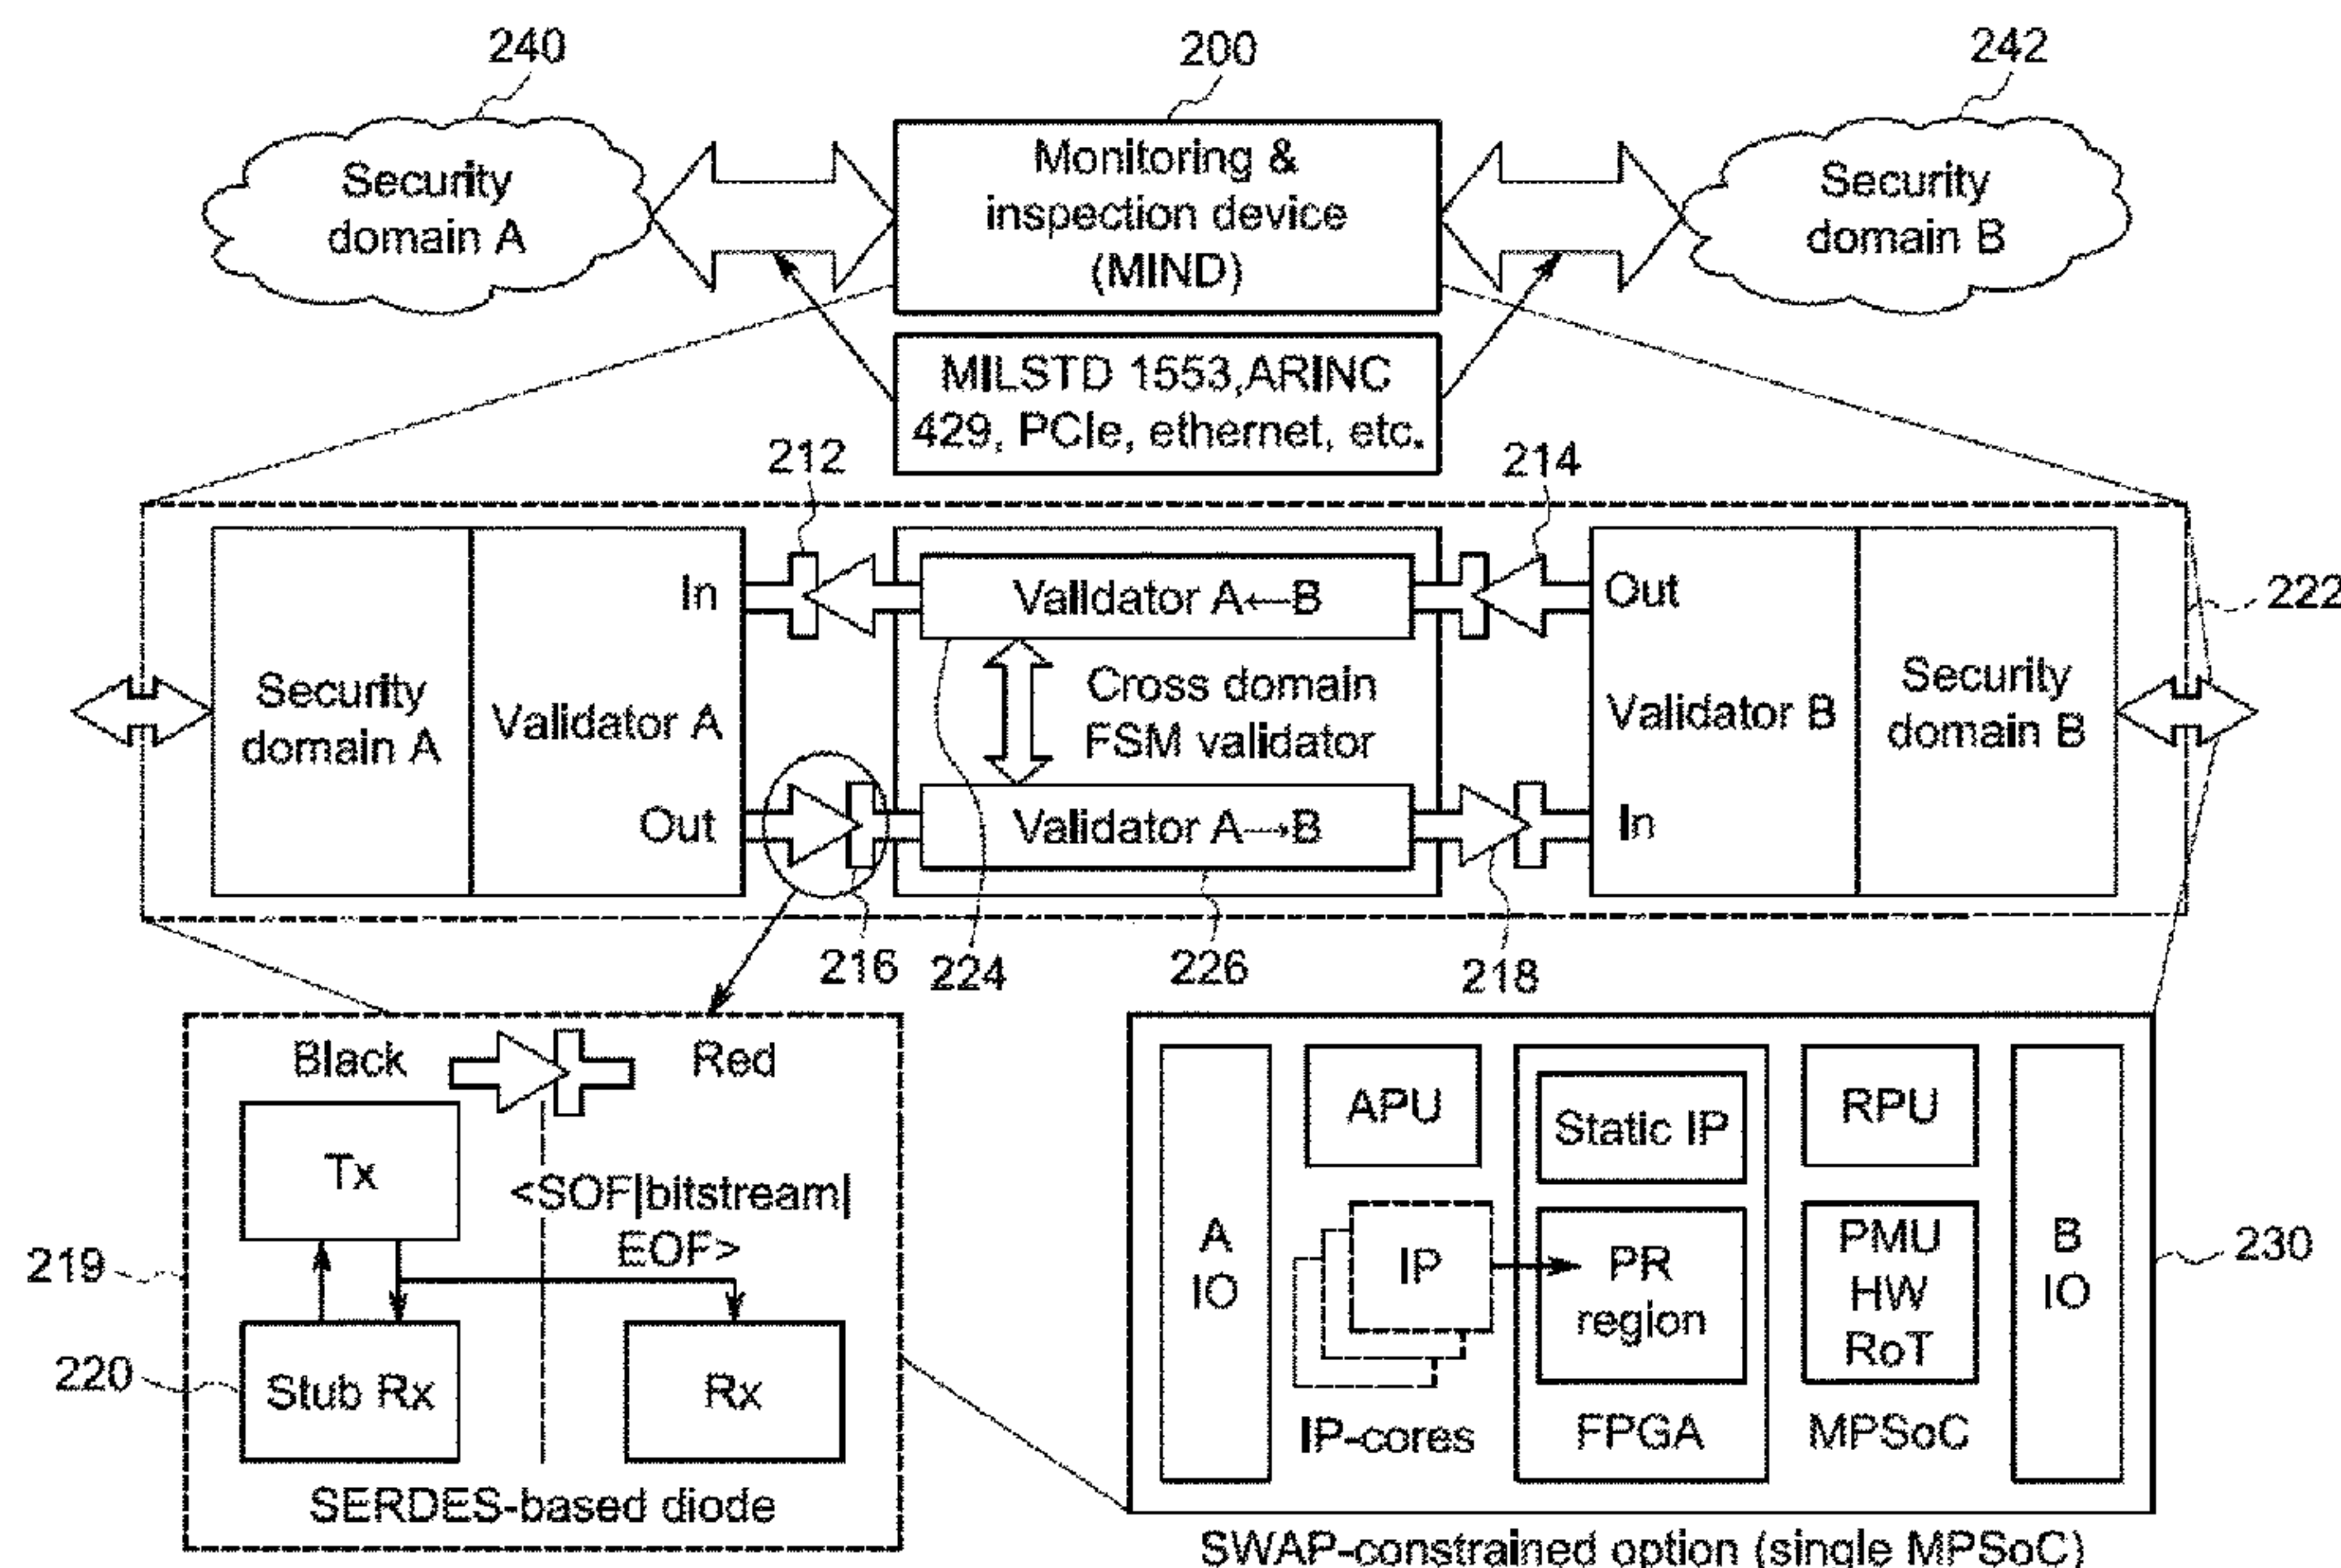 240
200
242
Security
domain A
Monitoring &
inspection device
(MIND)
Security
domain B
MILSTD 1553,ARINC
429, PCIe, ethernet, etc.
212
214
222
Security
domain A
Validator A
In
Out
Validator A←B
Cross domain
FSM validator
Validator A→B
Out
In
Validator B
Security
domain B
216
224
226
218
Black
Red
Tx
<SOF|bitstream|
EOF>
219
220
Stub Rx
Rx
SERDES-based diode
A
IO
APU
IP
IP-cores
Static IP
PR
region
FPGA
RPU
PMU
HW
RoT
MPSoC
B
IO
230
SWAP-constrained option (single MPSoC)